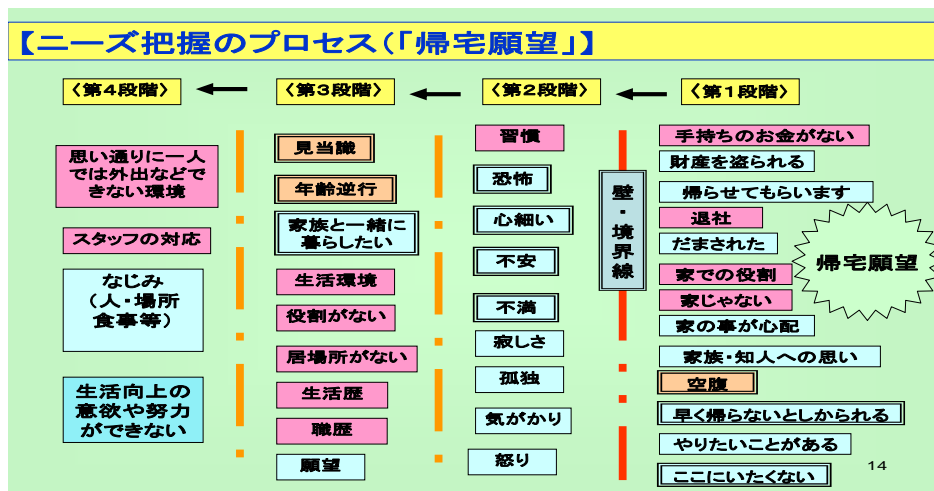 【ニーズ把握のプロセス(「帰宅願望」】
〈第4段階〉
〈第3段階〉
〈第2段階〉
〈第1段階〉
思い通りに一人
では外出などで
きない環境
スタッフの対応
なじみ
(人・場所
食事等)
生活向上の
意欲や努力
ができない
見当識
年齢逆行
家族と一緒に
暮らしたい
生活環境
役割がない
居場所がない
生活歴
職歴
願望
習慣
恐怖
心細い
不安
不満
寂しさ
孤独
気がかり
怒り
壁・境界線
手持ちのお金がない
財産を盗られる
帰らせてもらいます
退社
だまされた
家での役割
家じゃない
家の事が心配
家族・知人への思い
空腹
早く帰らないとしかられる
やりたいことがある
ここにいたくない
帰宅願望
14